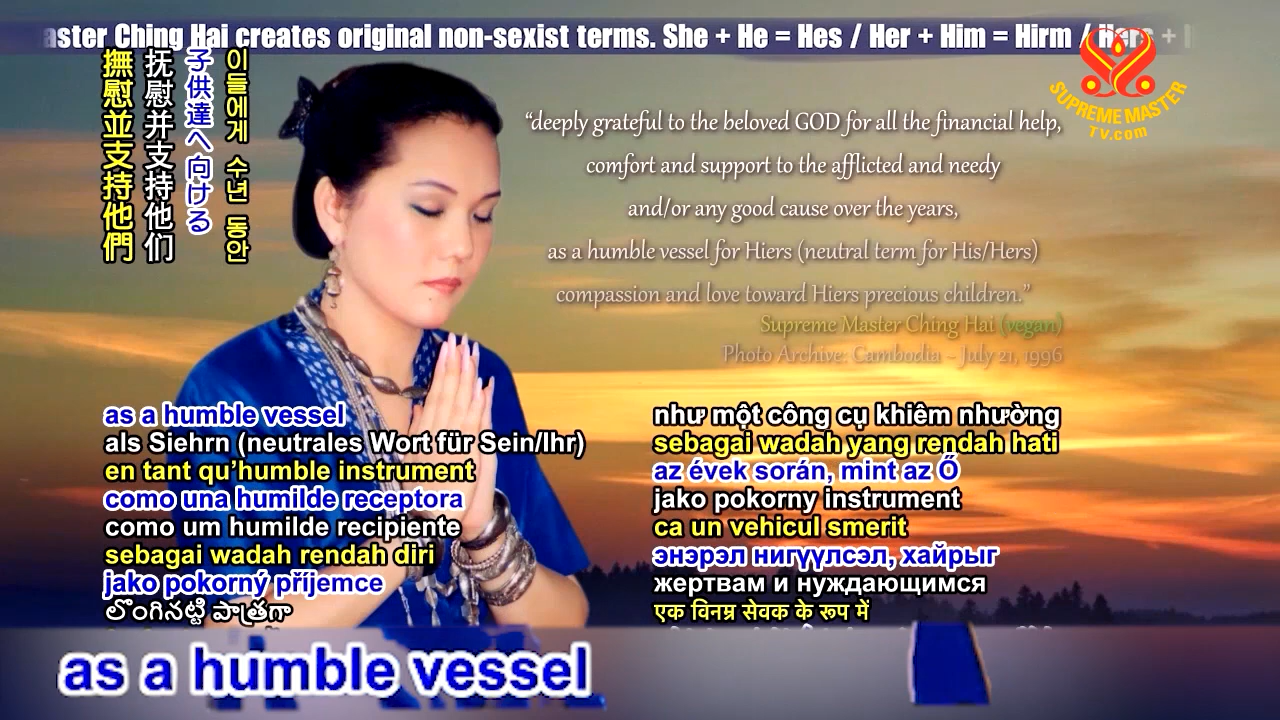 aster Ching Hai creates original non-sexist terms. She + He = Hes / Her + Him = Hirm / Hers +
SUPREME MASTER
TV.com
撫慰並支持他們
抚慰并支持他们
子供達へ向ける
이들에게 수년 동안
“deeply grateful to the beloved GOD for all the financial help,
comfort and support to the afflicted and needy
and/or any good cause over the years,
as a humble vessel for Hiers (neutral term for His/Hers)
compassion and love toward Hiers precious children.”
Supreme Master Ching Hai (vegan)
Photo Archive: Cambodia ~ July 21, 1996
as a humble vessel
als Siehrn (neutrales Wort für Sein/Ihr)
en tant qu’humble instrument
como una humilde receptora
como um humilde recipiente
sebagai wadah rendah diri
jako pokorný příjemce
లొంగినట్టి పాత్రగా
như một công cụ khiêm nhường
sebagai wadah yang rendah hati
az évek során, mint az Ő
jako pokorny instrument
ca un vehicul smerit
энэрэл нигүүлсэл, хайрыг
жертвам и нуждающимся
एक विनम्र सेवक के रूप में
as a humble vessel